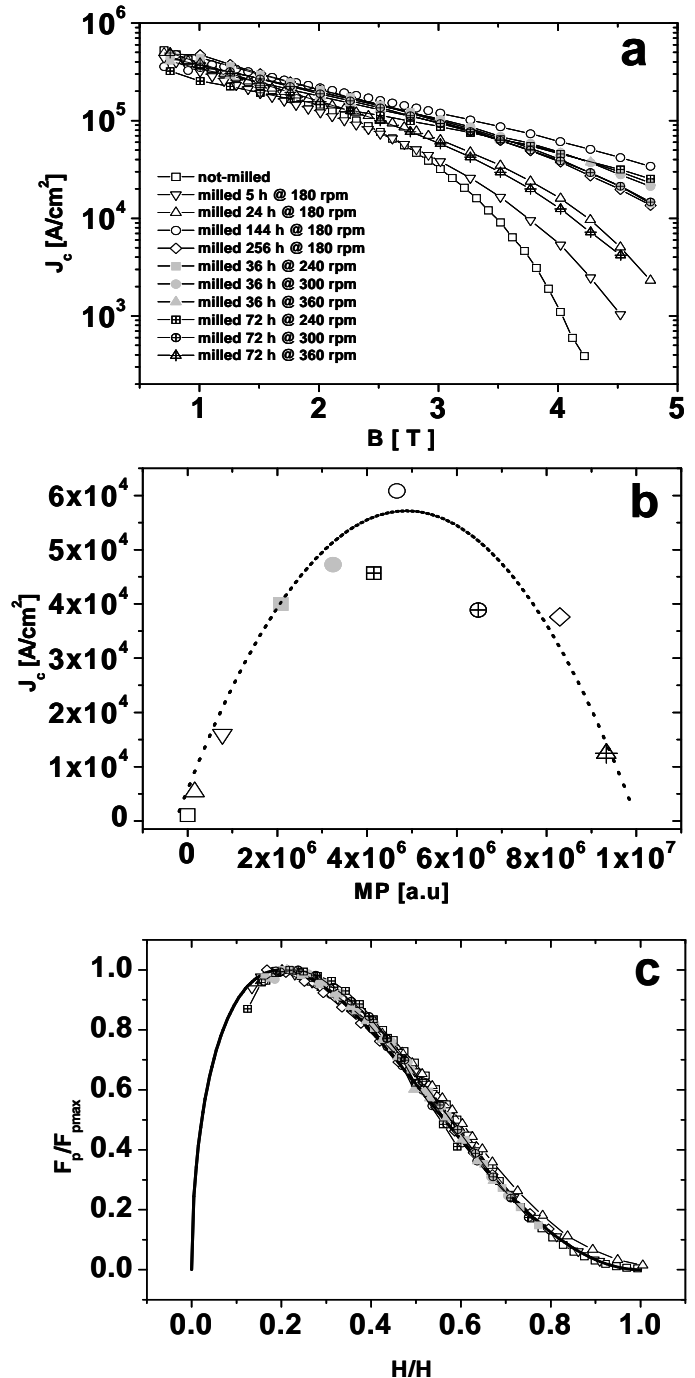 a
10^6
10^5
10^4
10^3
J_c [A/cm^2]
not-milled
milled 5 h @ 180 rpm
milled 24 h @ 180 rpm
milled 144 h @ 180 rpm
milled 256 h @ 180 rpm
milled 36 h @ 240 rpm
milled 36 h @ 300 rpm
milled 36 h @ 360 rpm
milled 72 h @ 240 rpm
milled 72 h @ 300 rpm
milled 72 h @ 360 rpm
1 2 3 4 5
B [ T ]
b
6x10^4
5x10^4
4x10^4
3x10^4
2x10^4
1x10^4
0
J_c [A/cm^2]
0 2x10^6 4x10^6 6x10^6 8x10^6 1x10^7
MP [a.u]
c
1.0
0.8
0.6
0.4
0.2
0.0
F_p/F_pmax
0.0 0.2 0.4 0.6 0.8 1.0
H/H